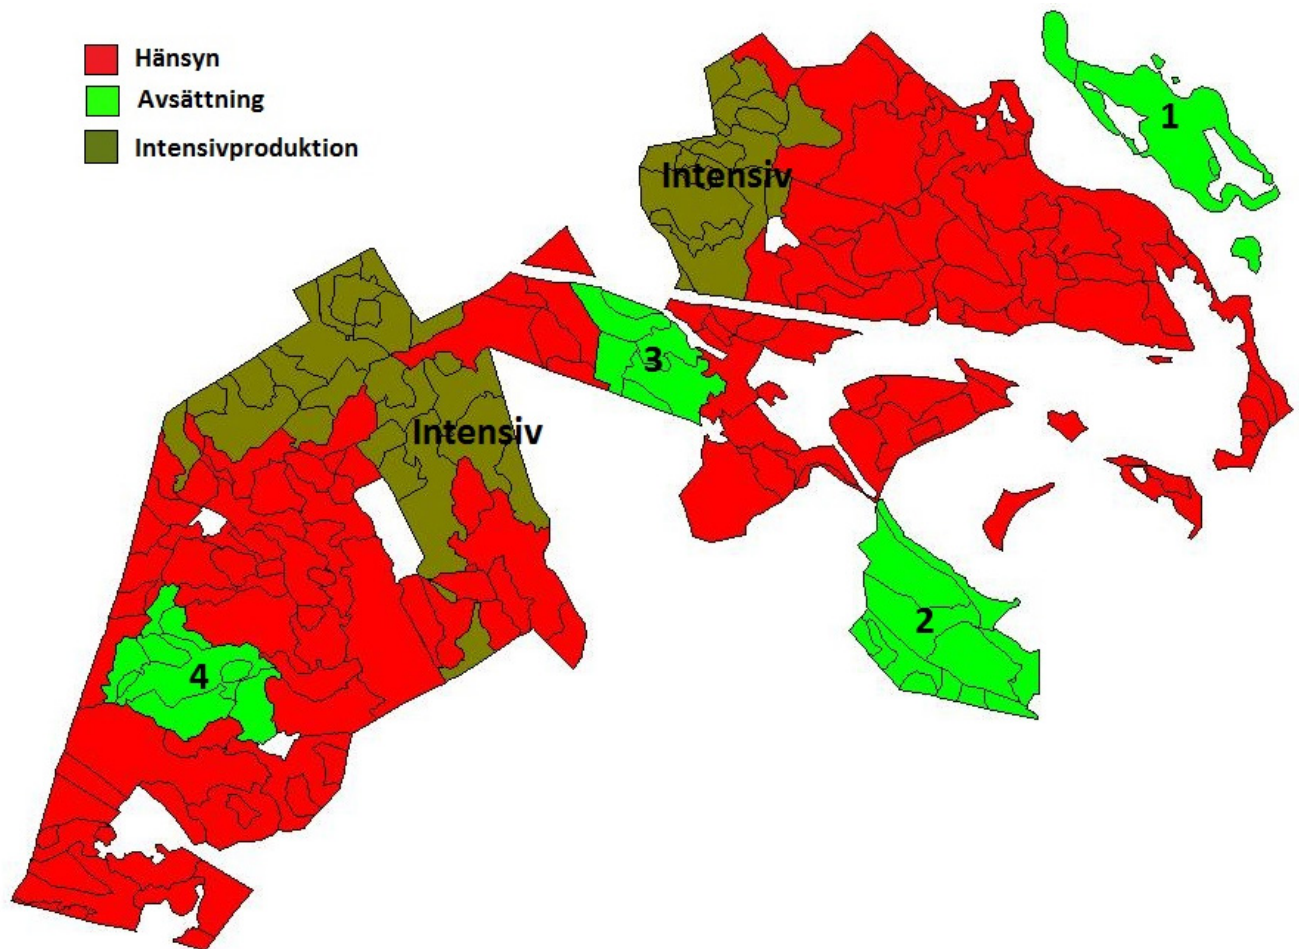 Hänsyn
Avsättning
Intensivproduktion
1
Intensiv
3
Intensiv
2
4